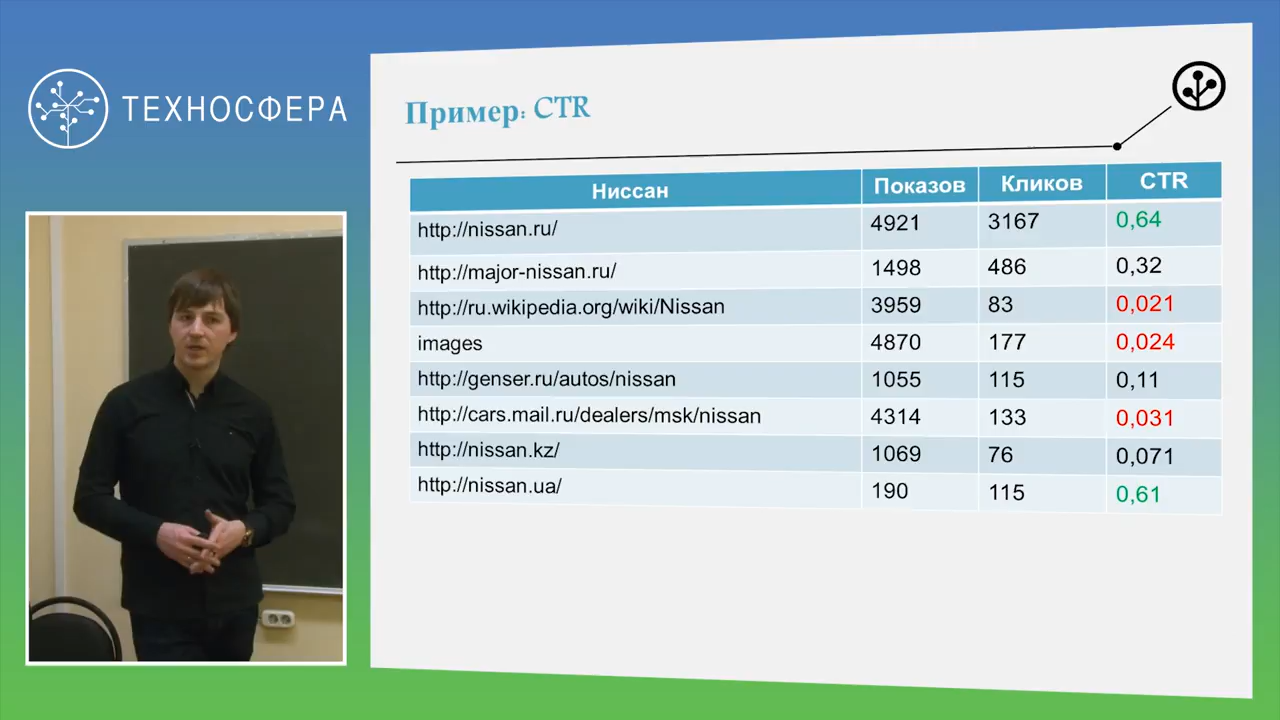 ТЕХНОСФЕРА
Пример: CTR
Ниссан Показов Кликов CTR
http://nissan.ru/ 4921 3167 0,64
http://major-nissan.ru/ 1498 486 0,32
http://ru.wikipedia.org/wiki/Nissan 3959 83 0,021
images 4870 177 0,024
http://genser.ru/autos/nissan 1055 115 0,11
http://cars.mail.ru/dealers/msk/nissan 4314 133 0,031
http://nissan.kz/ 1069 76 0,071
http://nissan.ua/ 190 115 0,61